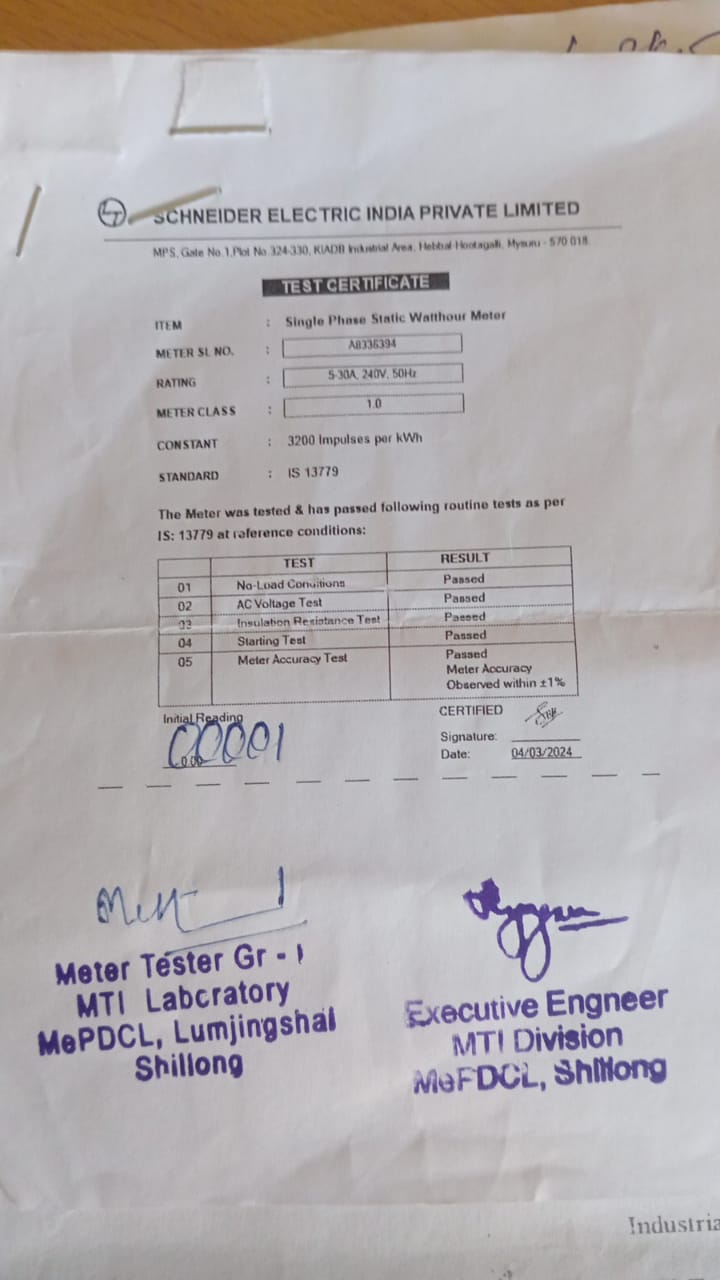 SCHNEIDER ELECTRIC INDIA PRIVATE LIMITED
MPS, Gate No.1,Plot No.324-330, KIADB Industrial Area, Hebbal Hootagalli, Mysuru - 570 018.
TEST CERTIFICATE
ITEM : Single Phase Static Watthour Meter
METER SL NO. : A8336394
RATING : 5-30A, 240V, 50Hz
METER CLASS : 1.0
CONSTANT : 3200 Impulses per kWh
STANDARD : IS 13779
The Meter was tested & has passed following routine tests as per
IS: 13779 at reference conditions:
TEST RESULT
01 No-Load Conditions Passed
02 AC Voltage Test Passed
03 Insulation Resistance Test Passed
04 Starting Test Passed
05 Meter Accuracy Test Passed
Meter Accuracy
Observed within ±1%
Initial Reading CERTIFIED
00001
0.00
Signature:
Date: 04/03/2024
Meter Tester Gr - I
MTI Labcratory
MePDCL, Lumjingshai
Shillong
Executive Engneer
MTI Division
MePDCL, Shillong
Industria